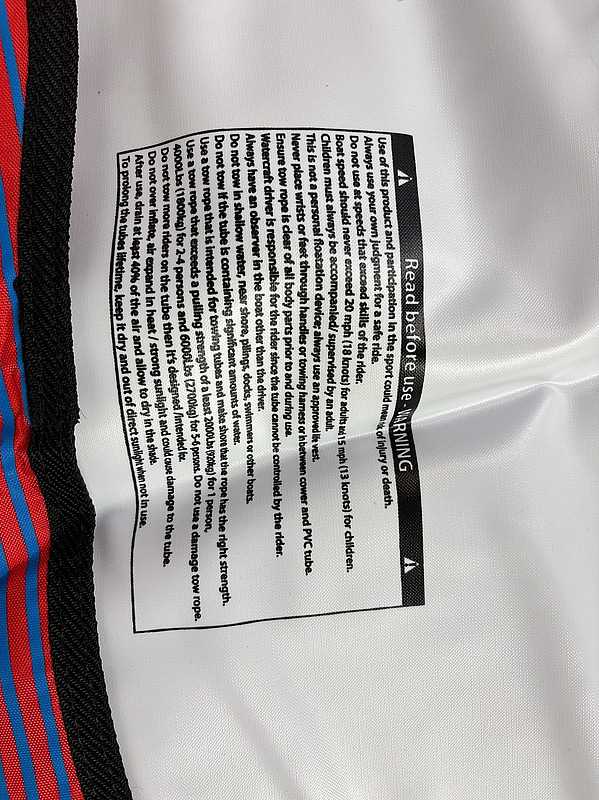 Read before use- WARNING
Use of this product and participation in the sport could mean risk of injury or death.
Always use your own judgment for a safe ride.
Do not use at speeds that exceed skills of the rider.
Boat speed should never exceed 20 mph (18 knots) for adults and 15 mph (13 knots) for children.
Children must always be accompanied/ supervised by an adult.
This is not a personal floatation device; always use an approved life vest.
Never place wrists or feet through handles or towing harness or in between cower and PVC tube.
Ensure tow rope is clear of all body parts prior to and during use.
Watercraft driver is responsible for the rider since the tube cannot be controlled by the rider.
Always have an observer in the boat other than the driver.
Do not tow in shallow water, near shore, pilings, docks, swimmers or other boats.
Do not tow if the tube is containing significant amounts of water.
Use a tow rope that is intended for towing tubes and make shore that the rope has the right strength.
Use a tow rope that exceeds a pulling strength of a least 2000Lbs (920kg) for 1 person,
4000Lbs (1800kg) for 2-4 persons and 6000Lbs (2700kg) for 5-6 persons. Do not use a damage tow rope.
Do not tow more riders on the tube then it's designed / intended for.
Do not over inflate, air expand in heat / strong sunlight and could cause damage to the tube.
After use, drain at least 40% of the air and allow to dry in the shade.
To prolong the tubes lifetime, keep it dry and out of direct sunlight when not in use.